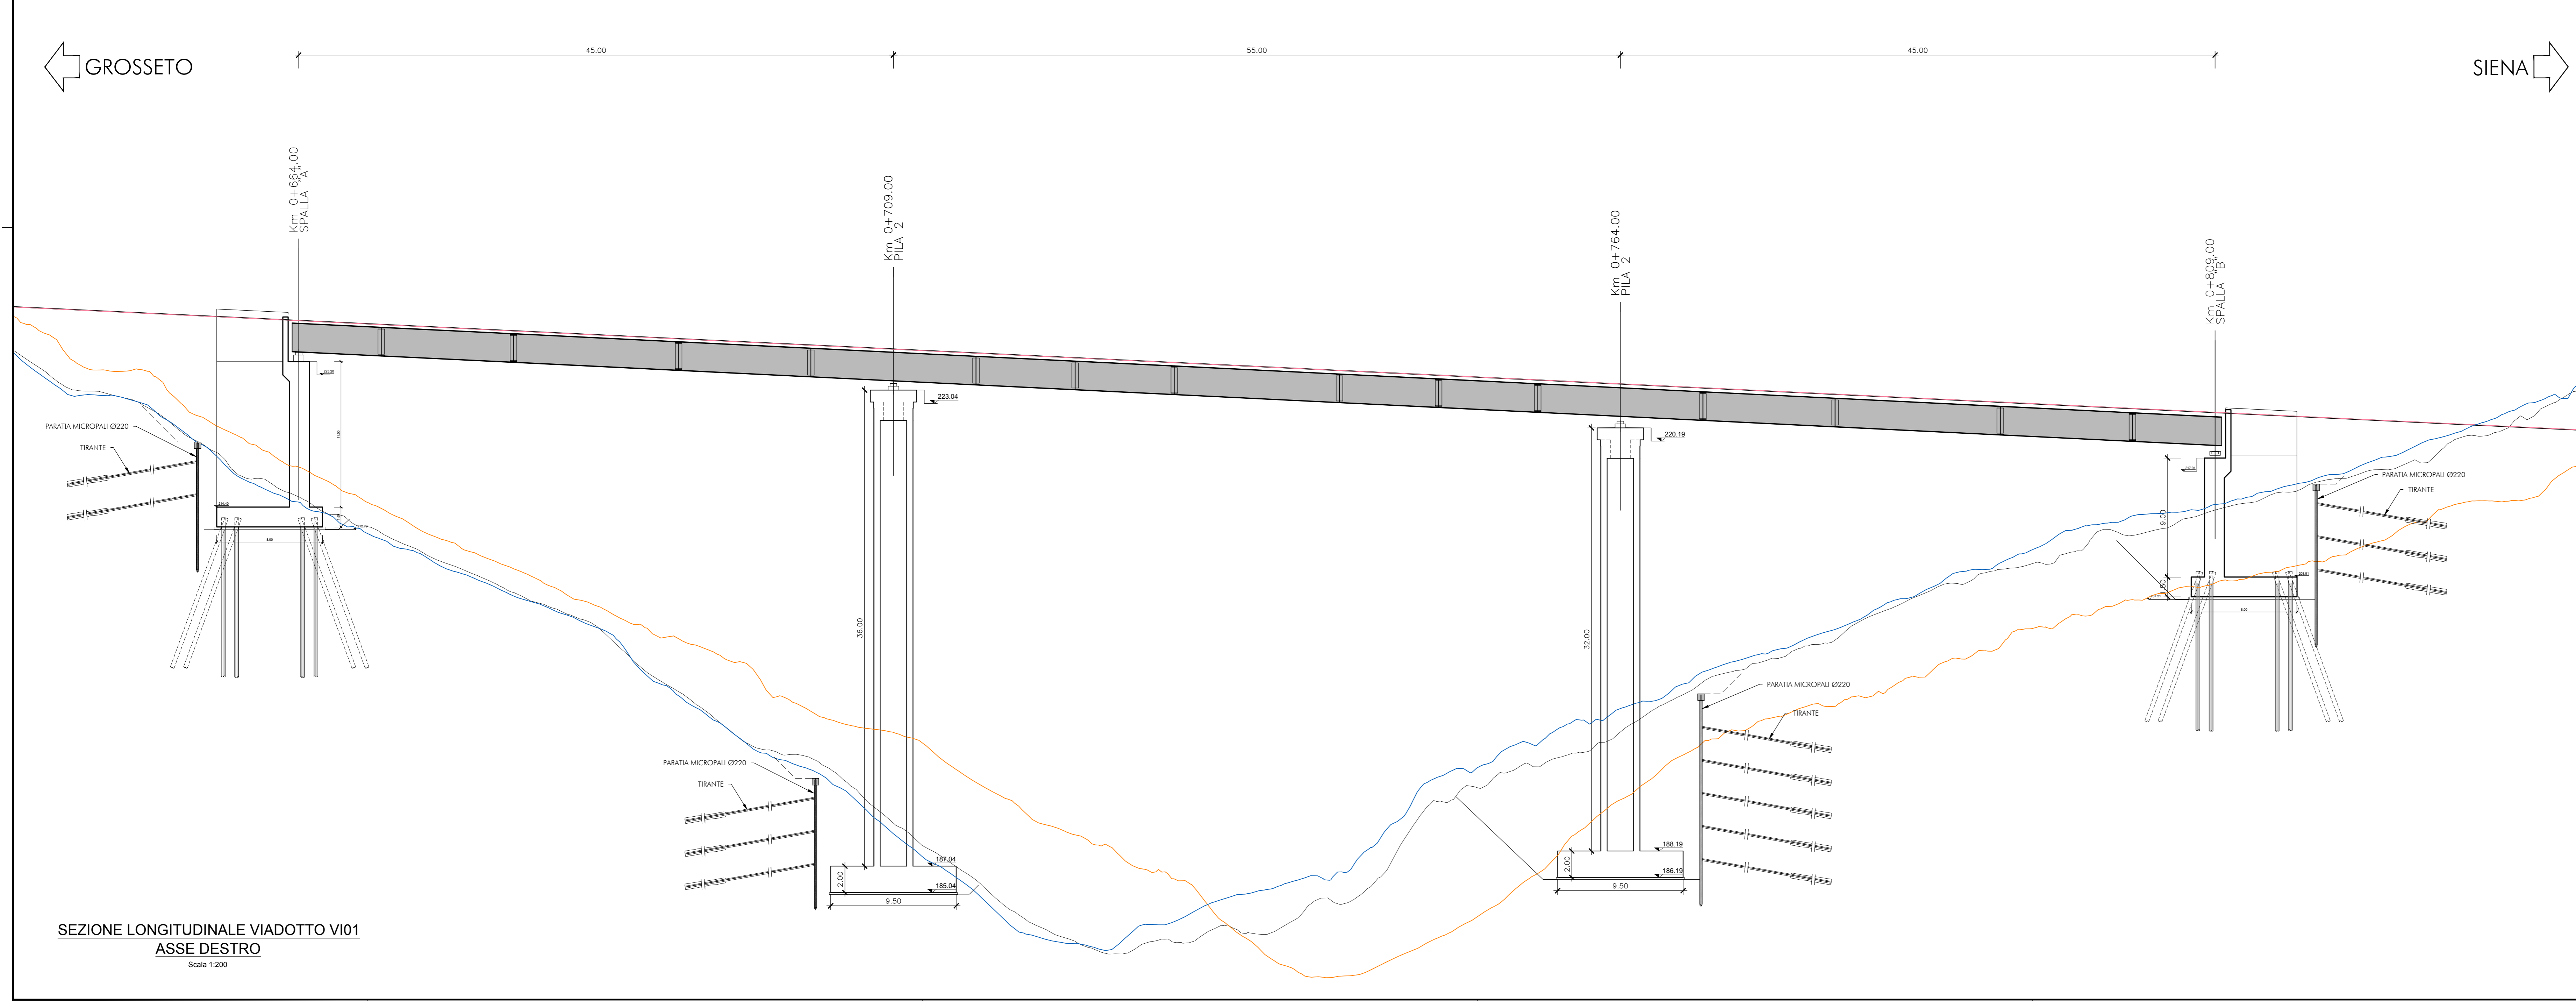 45.00
55.00
45.00
GROSSETO
SIENA
Km 0+664.00
SPALLA "A"
Km 0+709.00
PILA 2
Km 0+764.00
PILA 2
Km 0+809.00
SPALLA "B"
223.04
220.19
PARATIA MICROPALI Ø220
TIRANTE
PARATIA MICROPALI Ø220
TIRANTE
9.00
36.00
32.00
PARATIA MICROPALI Ø220
TIRANTE
PARATIA MICROPALI Ø220
TIRANTE
187.04
185.04
2.00
9.50
188.19
186.19
2.00
9.50
SEZIONE LONGITUDINALE VIADOTTO VI01
ASSE DESTRO
Scala 1:200